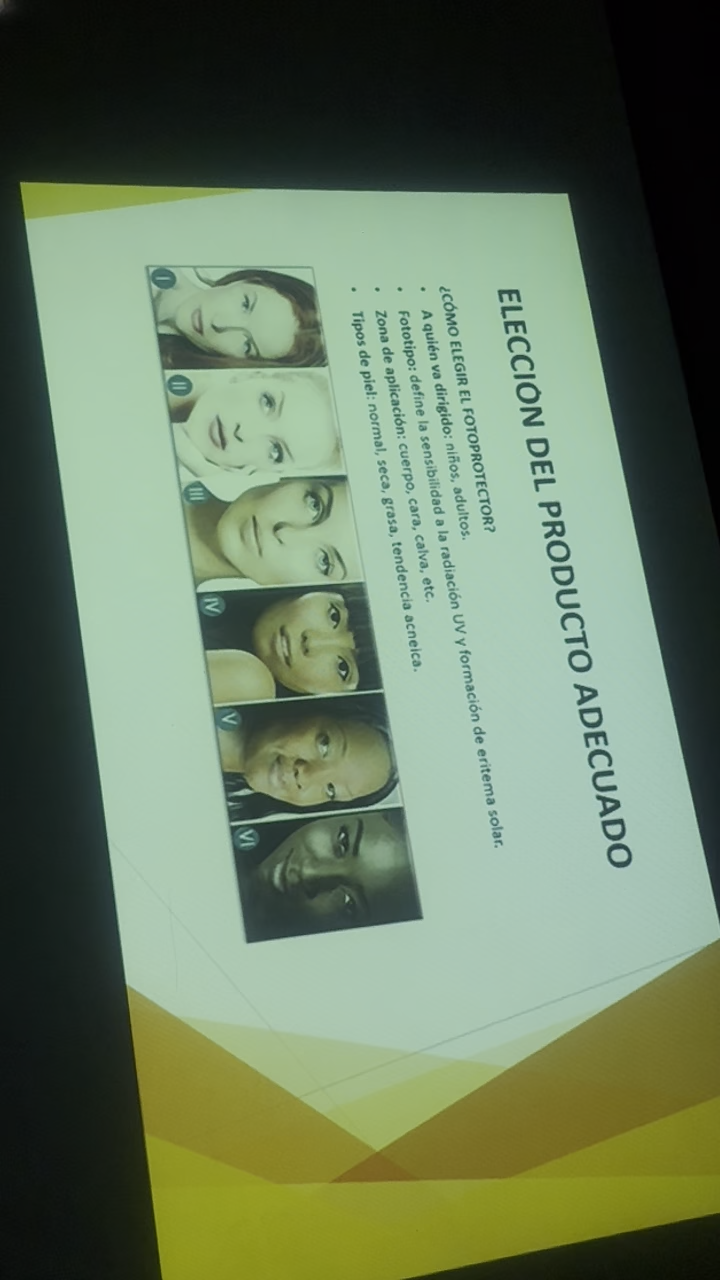 ELECCIÓN DEL PRODUCTO ADECUADO
¿CÓMO ELEGIR EL FOTOPROTECTOR?
• A quién va dirigido: niños, adultos.
• Fototipo: define la sensibilidad a la radiación UV y formación de eritema solar.
• Zona de aplicación: cuerpo, cara, calva, etc.
• Tipos de piel: normal, seca, grasa, tendencia acneica.
I II III IV V VI